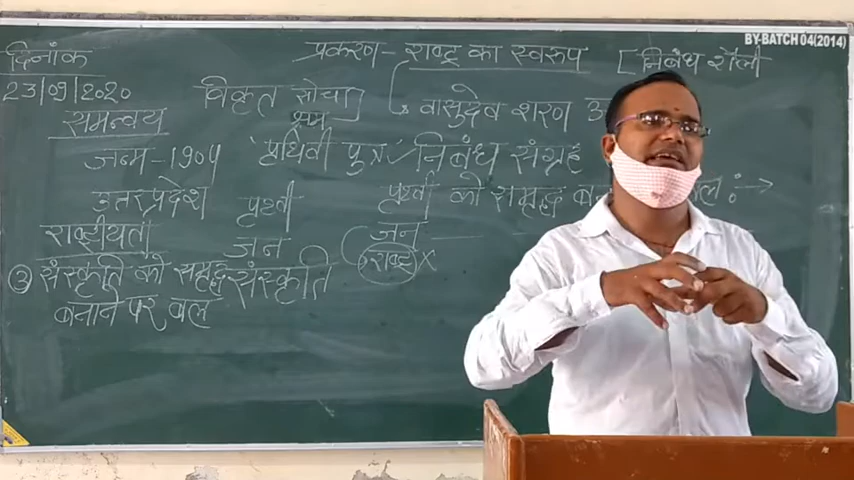 BY-BATCH 04(2014)
दिनांक
23/09/2020
प्रकरण - राष्ट्र का स्वरुप [निबंध शैली
समन्वय विकृत सोचा वासुदेव शरण
श्रम
जन्म - 1904 पृथिवी पुत्र निबंध संग्रह
उत्तरप्रदेश पृथ्वी पृथ्वी को समृद्ध
राष्ट्रीयता जन जन
③ संस्कृति को समृद्ध संस्कृति राष्ट्र X
बनाने पर बल